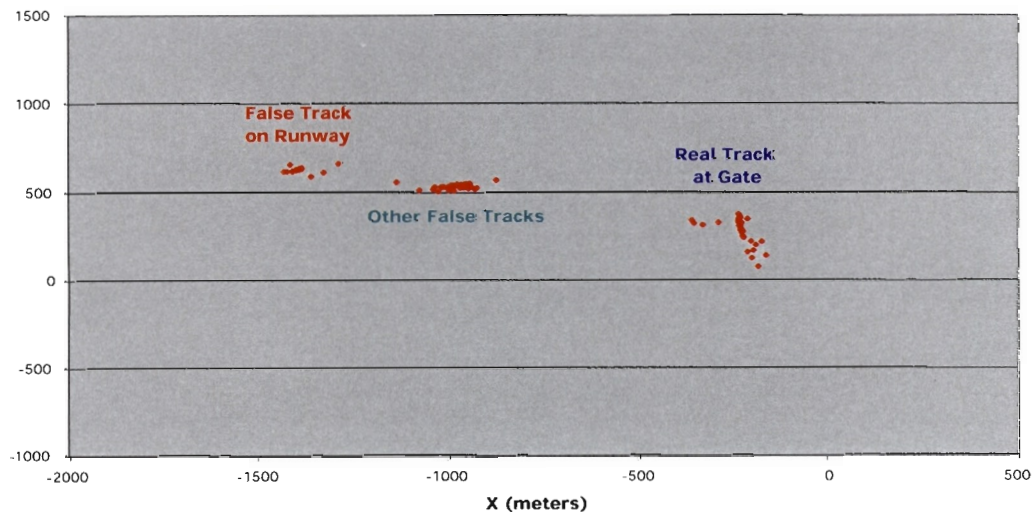 1500
1000
False Track
on Runway
Real Track
at Gate
500
Other False Tracks
0
-500
-1000
-2000
-1500
-1000
-500
0
500
X (meters)